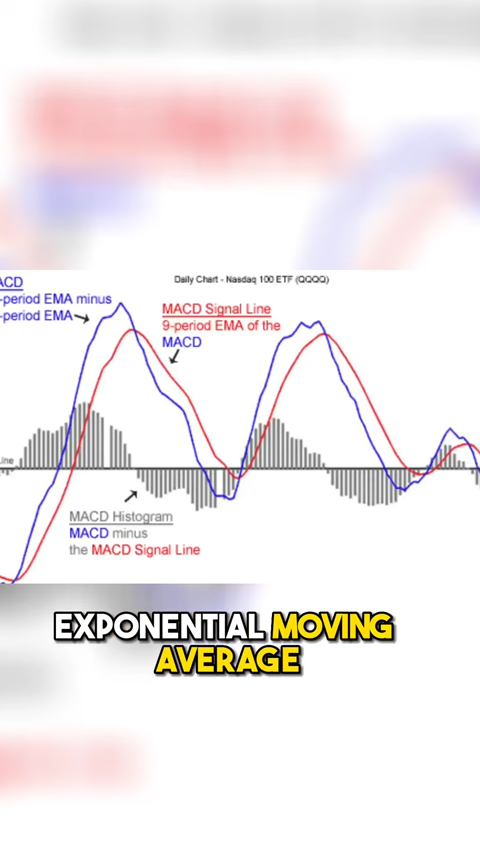 Daily Chart - Nasdaq 100 ETF (QQQQ)
ACD
-period EMA minus
-period EMA
MACD Signal Line
9-period EMA of the
MACD
Line
MACD Histogram
MACD minus
the MACD Signal Line
EXPONENTIAL MOVING
AVERAGE